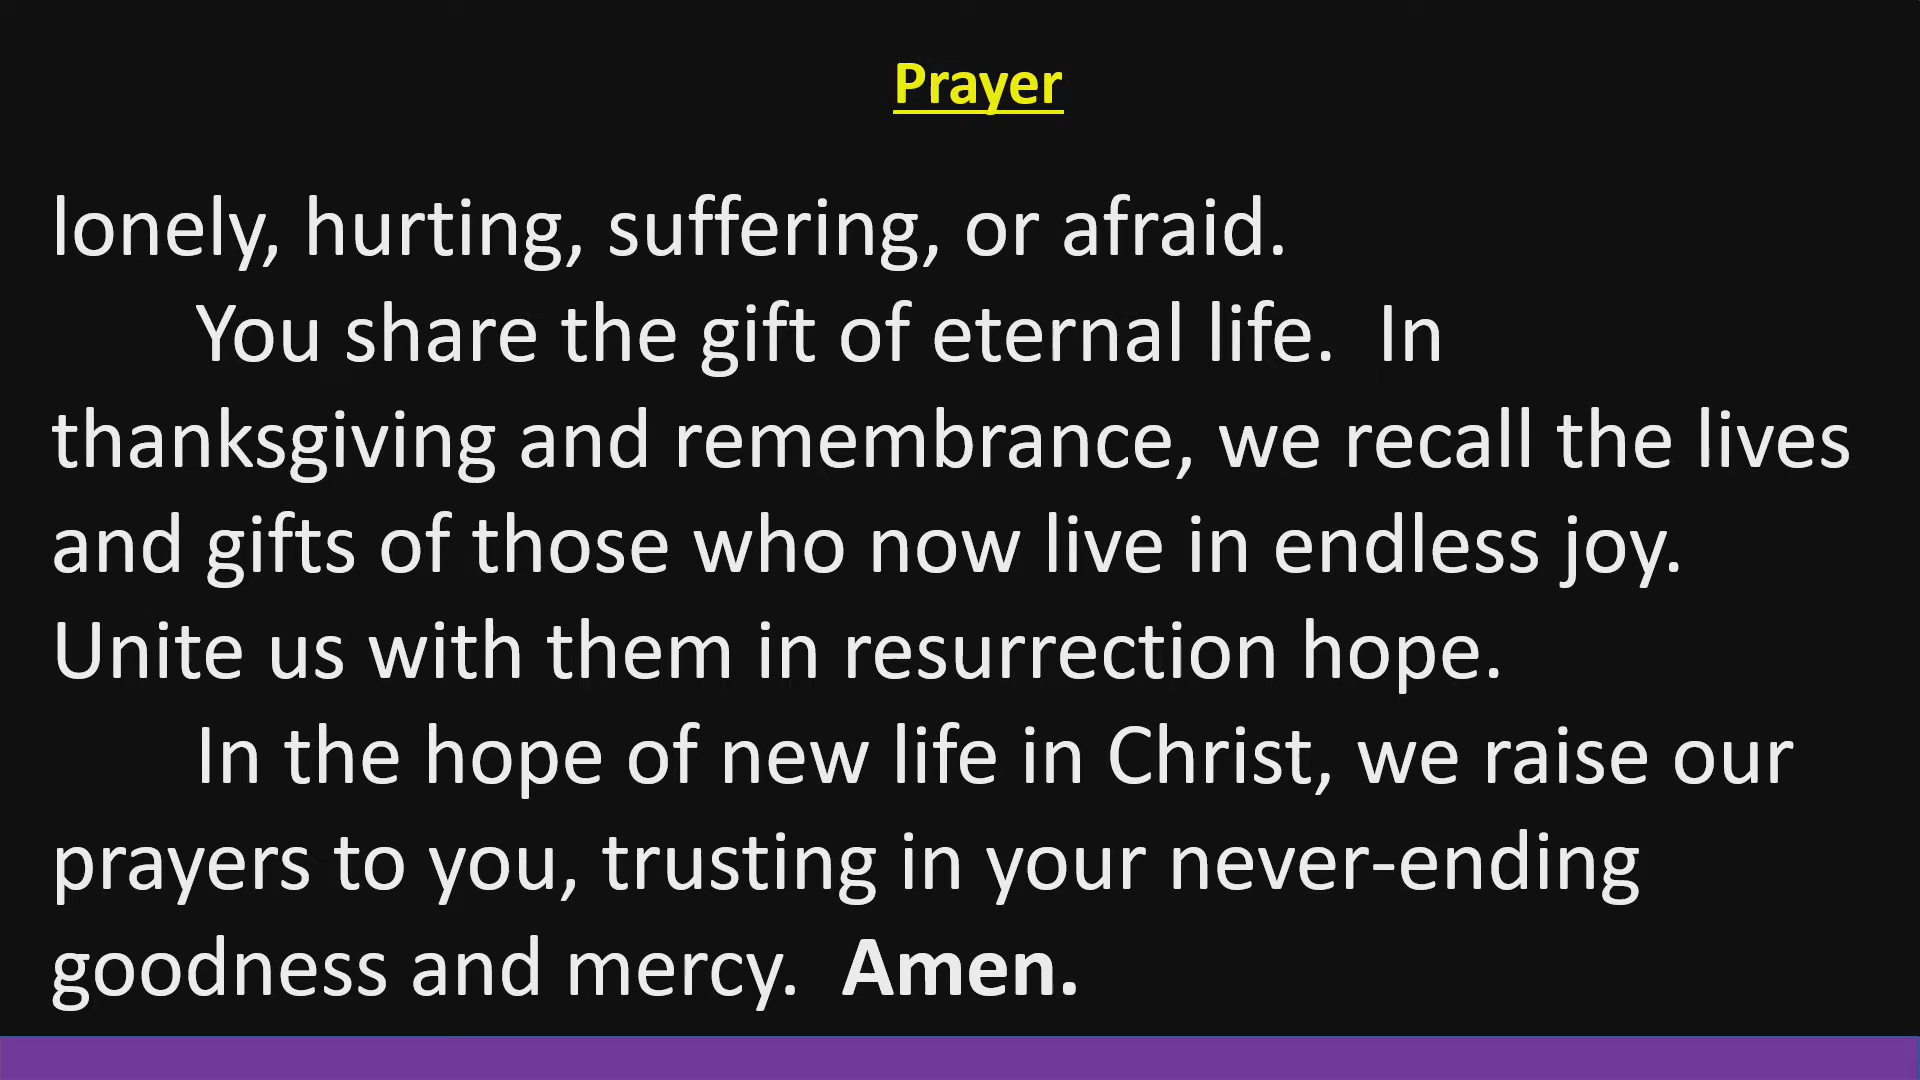 Prayer
lonely, hurting, suffering, or afraid.
You share the gift of eternal life.  In
thanksgiving and remembrance, we recall the lives
and gifts of those who now live in endless joy.
Unite us with them in resurrection hope.
In the hope of new life in Christ, we raise our
prayers to you, trusting in your never-ending
goodness and mercy.  Amen.